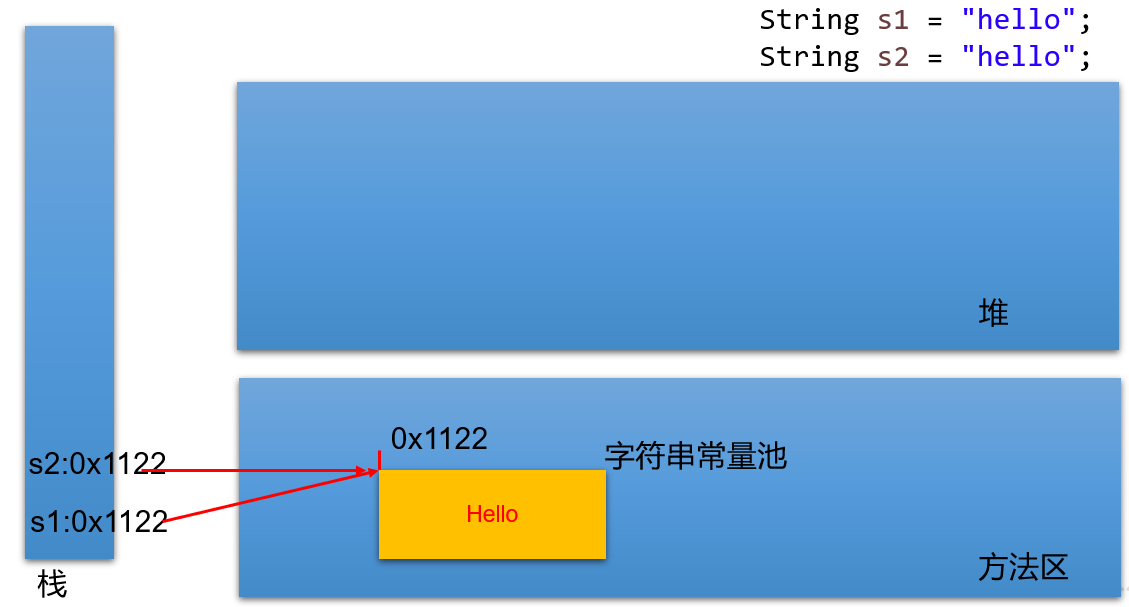 String s1 = "hello";
String s2 = "hello";
堆
0x1122
字符串常量池
s2:0x1122
Hello
s1:0x1122
方法区
栈